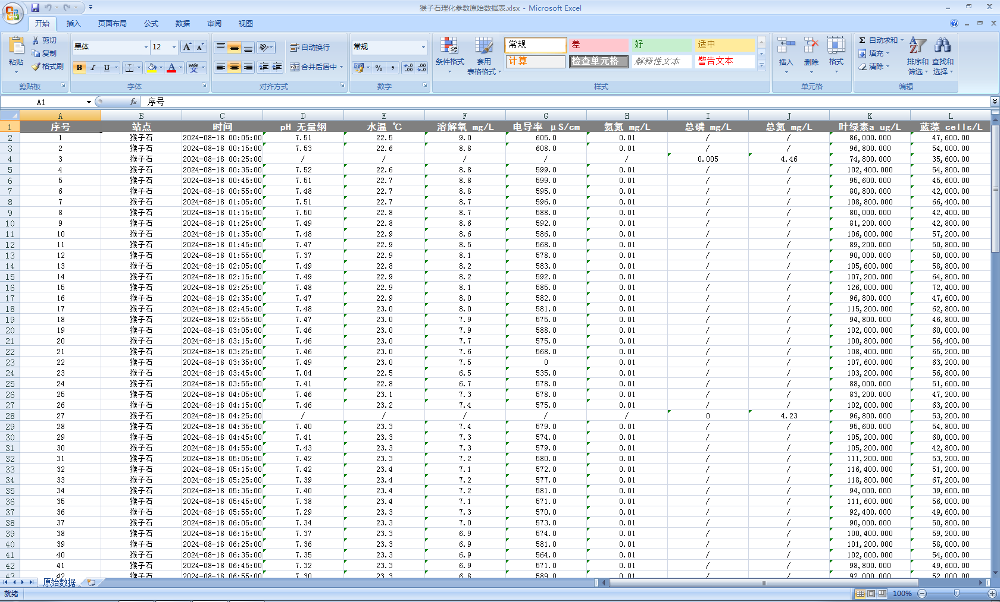 猴子石理化参数原始数据表.xlsx - Microsoft Excel
开始 插入 页面布局 公式 数据 审阅 视图
粘贴 剪切 复制 格式刷 剪贴板
黑体 12 B I U A 字体
自动换行 合并后居中 对齐方式
常规 % , 数字
条件格式 套用表格格式 常规 差 好 适中 计算 检查单元格 解释性文本 警告文本 样式
插入 删除 格式 单元格
Σ 自动求和 填充 清除 排序和筛选 查找和选择 编辑
A1 fx 序号
A B C D E F G H I J K L
1 序号 站点 时间 pH 无量纲 水温 ℃ 溶解氧 mg/L 电导率 μS/cm 氨氮 mg/L 总磷 mg/L 总氮 mg/L 叶绿素a ug/L 蓝藻 cells/L
2 1 猴子石 2024-08-18 00:05:00 7.51 22.5 9.0 605.0 0.01 / / 86,000.000 47,600.00
3 2 猴子石 2024-08-18 00:15:00 7.53 22.6 8.8 608.0 0.01 / / 96,800.000 54,000.00
4 3 猴子石 2024-08-18 00:25:00 / / / / / 0.005 4.46 74,800.000 35,600.00
5 4 猴子石 2024-08-18 00:35:00 7.52 22.6 8.8 599.0 0.01 / / 102,400.000 54,800.00
6 5 猴子石 2024-08-18 00:45:00 7.51 22.7 8.8 599.0 0.01 / / 95,600.000 45,600.00
7 6 猴子石 2024-08-18 00:55:00 7.48 22.7 8.8 595.0 0.01 / / 80,800.000 42,000.00
8 7 猴子石 2024-08-18 01:05:00 7.51 22.7 8.7 596.0 0.01 / / 108,800.000 66,400.00
9 8 猴子石 2024-08-18 01:15:00 7.50 22.8 8.7 588.0 0.01 / / 80,000.000 42,400.00
10 9 猴子石 2024-08-18 01:25:00 7.49 22.8 8.6 592.0 0.01 / / 81,200.000 42,800.00
11 10 猴子石 2024-08-18 01:35:00 7.48 22.9 8.6 586.0 0.01 / / 106,000.000 57,200.00
12 11 猴子石 2024-08-18 01:45:00 7.47 22.9 8.5 568.0 0.01 / / 89,200.000 50,800.00
13 12 猴子石 2024-08-18 01:55:00 7.37 22.9 8.1 578.0 0.01 / / 90,000.000 50,000.00
14 13 猴子石 2024-08-18 02:05:00 7.49 22.8 8.2 583.0 0.01 / / 105,600.000 58,800.00
15 14 猴子石 2024-08-18 02:15:00 7.49 22.9 8.2 592.0 0.01 / / 107,200.000 64,800.00
16 15 猴子石 2024-08-18 02:25:00 7.48 22.9 8.1 585.0 0.01 / / 126,000.000 72,400.00
17 16 猴子石 2024-08-18 02:35:00 7.47 22.9 8.0 582.0 0.01 / / 96,800.000 47,600.00
18 17 猴子石 2024-08-18 02:45:00 7.48 23.0 8.0 581.0 0.01 / / 115,200.000 62,800.00
19 18 猴子石 2024-08-18 02:55:00 7.47 23.0 7.9 575.0 0.01 / / 94,800.000 46,800.00
20 19 猴子石 2024-08-18 03:05:00 7.46 23.0 7.9 588.0 0.01 / / 102,000.000 60,000.00
21 20 猴子石 2024-08-18 03:15:00 7.46 23.0 7.7 575.0 0.01 / / 100,800.000 56,400.00
22 21 猴子石 2024-08-18 03:25:00 7.46 23.0 7.6 568.0 0.01 / / 108,400.000 65,200.00
23 22 猴子石 2024-08-18 03:35:00 7.49 23.0 7.5 0 0.01 / / 107,600.000 63,200.00
24 23 猴子石 2024-08-18 03:45:00 7.04 22.5 6.5 535.0 0.01 / / 103,200.000 56,800.00
25 24 猴子石 2024-08-18 03:55:00 7.41 22.8 6.7 578.0 0.01 / / 88,000.000 51,600.00
26 25 猴子石 2024-08-18 04:05:00 7.46 23.1 7.3 578.0 0.01 / / 83,200.000 47,200.00
27 26 猴子石 2024-08-18 04:15:00 7.46 23.2 7.4 575.0 0.01 / / 102,000.000 63,200.00
28 27 猴子石 2024-08-18 04:25:00 / / / / / 0 4.23 96,800.000 53,200.00
29 28 猴子石 2024-08-18 04:35:00 7.40 23.3 7.4 579.0 0.01 / / 95,600.000 54,800.00
30 29 猴子石 2024-08-18 04:45:00 7.41 23.3 7.3 574.0 0.01 / / 105,200.000 60,000.00
31 30 猴子石 2024-08-18 04:55:00 7.43 23.3 7.3 579.0 0.01 / / 105,200.000 42,800.00
32 31 猴子石 2024-08-18 05:05:00 7.42 23.3 7.2 580.0 0.01 / / 111,200.000 53,200.00
33 32 猴子石 2024-08-18 05:15:00 7.42 23.4 7.1 572.0 0.01 / / 116,400.000 51,200.00
34 33 猴子石 2024-08-18 05:25:00 7.39 23.4 7.2 577.0 0.01 / / 118,800.000 67,200.00
35 34 猴子石 2024-08-18 05:35:00 7.40 23.4 7.2 581.0 0.01 / / 94,000.000 39,600.00
36 35 猴子石 2024-08-18 05:45:00 7.38 23.4 7.1 571.0 0.01 / / 111,600.000 56,000.00
37 36 猴子石 2024-08-18 05:55:00 7.29 23.3 7.3 570.0 0.01 / / 92,400.000 49,600.00
38 37 猴子石 2024-08-18 06:05:00 7.34 23.3 7.0 573.0 0.01 / / 90,000.000 50,800.00
39 38 猴子石 2024-08-18 06:15:00 7.37 23.3 6.9 574.0 0.01 / / 100,400.000 59,200.00
40 39 猴子石 2024-08-18 06:25:00 7.36 23.3 6.9 581.0 0.01 / / 101,200.000 58,000.00
41 40 猴子石 2024-08-18 06:35:00 7.35 23.3 6.9 564.0 0.01 / / 102,000.000 54,000.00
42 41 猴子石 2024-08-18 06:45:00 7.32 23.3 6.9 571.0 0.01 / / 98,800.000 49,600.00
43 42 猴子石 2024-08-18 06:55:00 7.30 23.3 6.8 589.0 0.01 / / 92,000.000 52,000.00
原始数据
就绪 100%